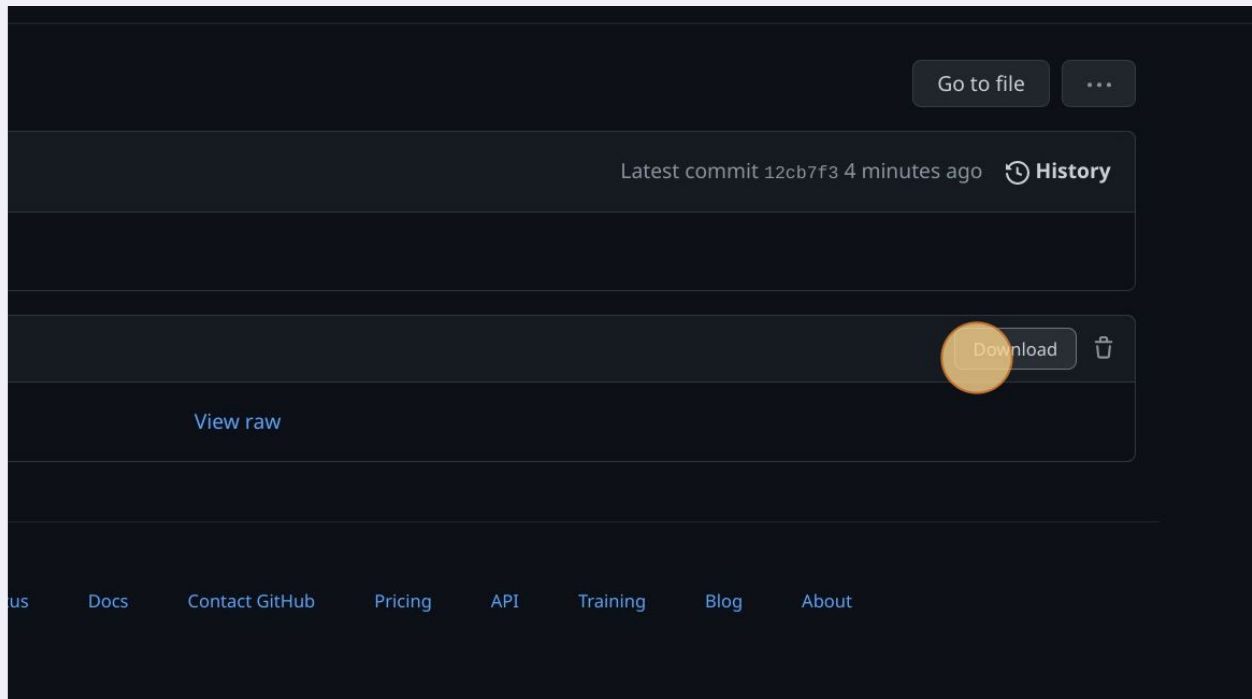 Go to file
Latest commit 12cb7f3 4 minutes ago History
Download
View raw
Docs Contact GitHub Pricing API Training Blog About